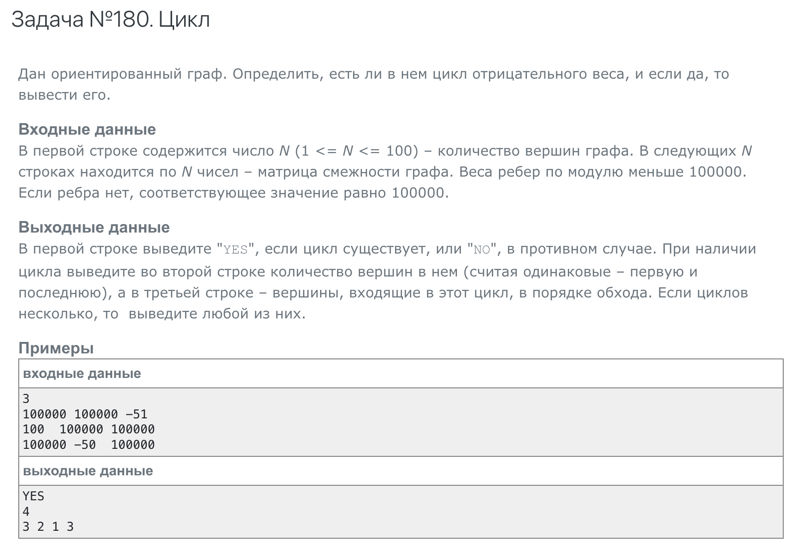 Задача №180. Цикл
Дан ориентированный граф. Определить, есть ли в нем цикл отрицательного веса, и если да, то
вывести его.
Входные данные
В первой строке содержится число N (1 <= N <= 100) – количество вершин графа. В следующих N
строках находится по N чисел – матрица смежности графа. Веса ребер по модулю меньше 100000.
Если ребра нет, соответствующее значение равно 100000.
Выходные данные
В первой строке выведите "YES", если цикл существует, или "NO", в противном случае. При наличии
цикла выведите во второй строке количество вершин в нем (считая одинаковые – первую и
последнюю), а в третьей строке – вершины, входящие в этот цикл, в порядке обхода. Если циклов
несколько, то  выведите любой из них.
Примеры
входные данные
3
100000 100000 -51
100  100000 100000
100000 -50  100000
выходные данные
YES
4
3 2 1 3